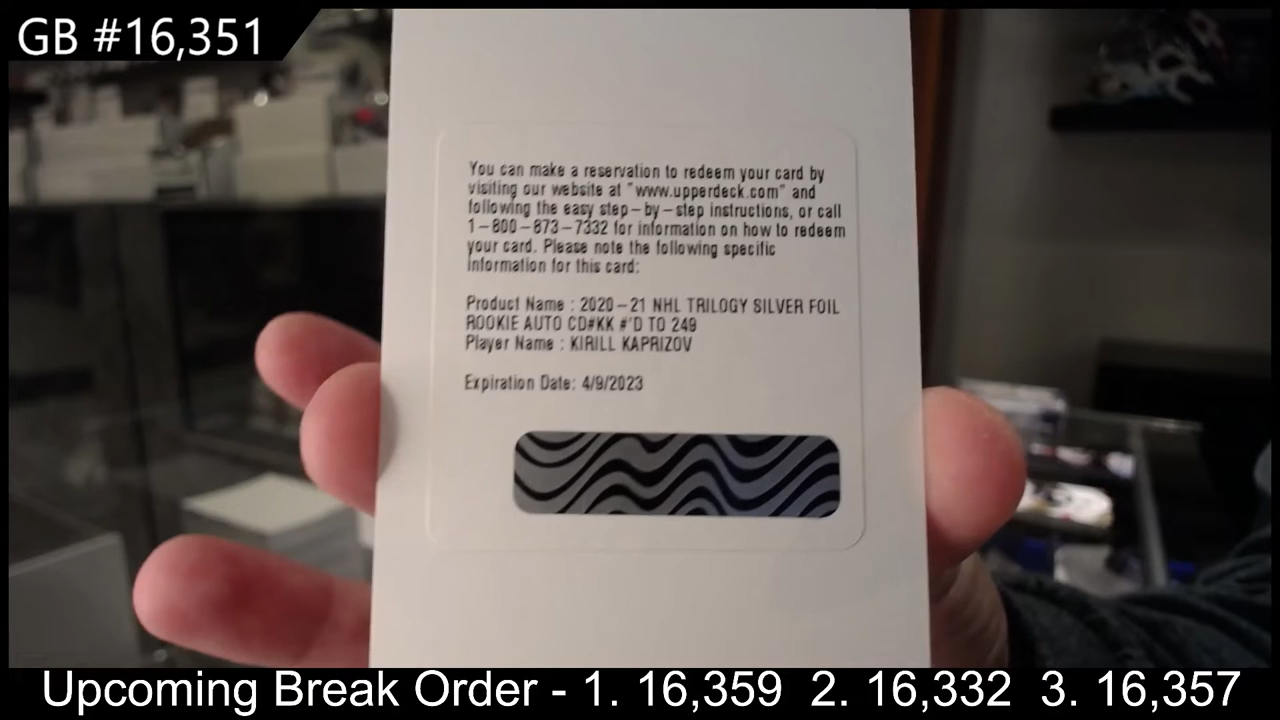 GB #16,351
You can make a reservation to redeem your card by
visiting our website at "www.upperdeck.com" and
following the easy step-by-step instructions, or call
1-800-873-7332 for information on how to redeem
your card. Please note the following specific
information for this card:
Product Name : 2020-21 NHL TRILOGY SILVER FOIL
ROOKIE AUTO CD#KK #'D TO 249
Player Name : KIRILL KAPRIZOV
Expiration Date: 4/9/2023
Upcoming Break Order - 1. 16,359 2. 16,332 3. 16,357